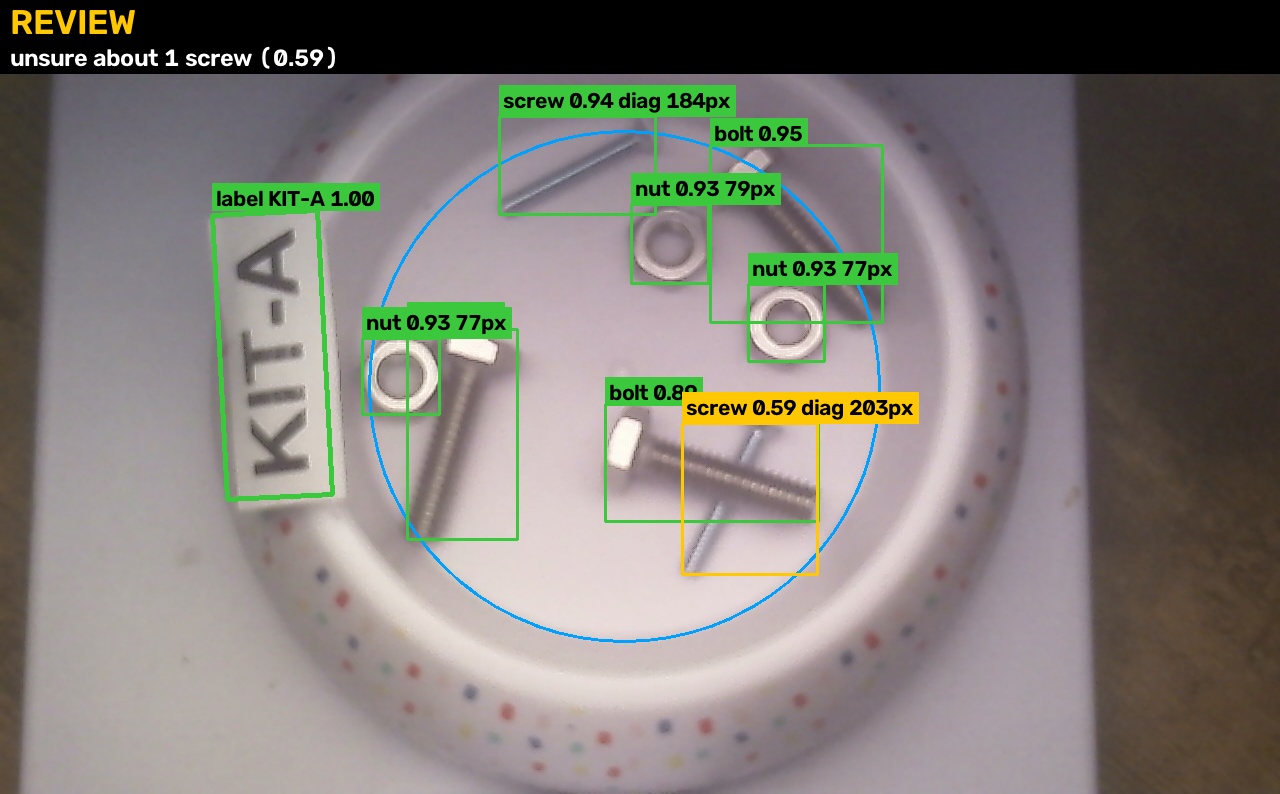 REVIEW
unsure about 1 screw (0.59)
screw 0.94 diag 184px
bolt 0.95
nut 0.93 79px
label KIT-A 1.00
nut 0.93 77px
nut 0.93 77px
bolt 0.89
screw 0.59 diag 203px
KIT-A